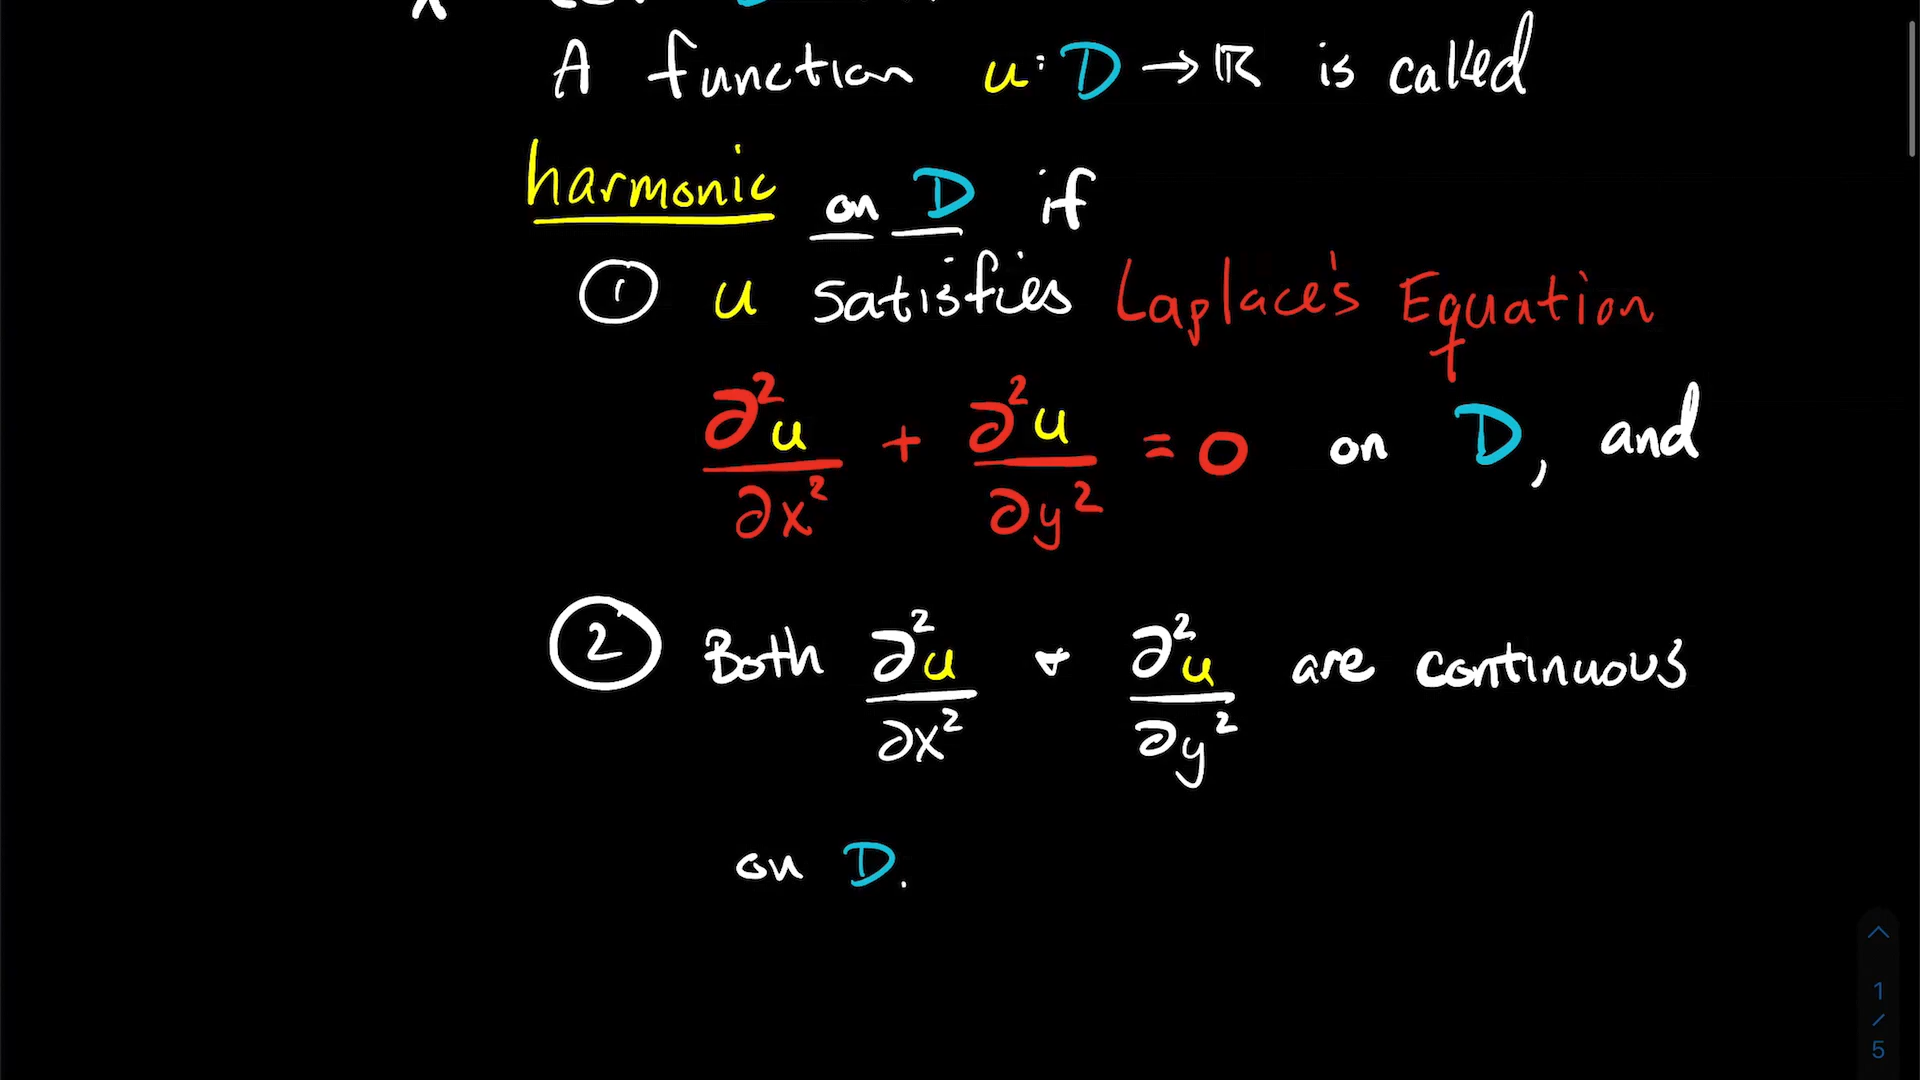 A function u: D → ℝ is called
harmonic on D if
① u satisfies Laplace's Equation
∂²u/∂x² + ∂²u/∂y² = 0 on D, and
② Both ∂²u/∂x² & ∂²u/∂y² are continuous
on D.
1
/
5